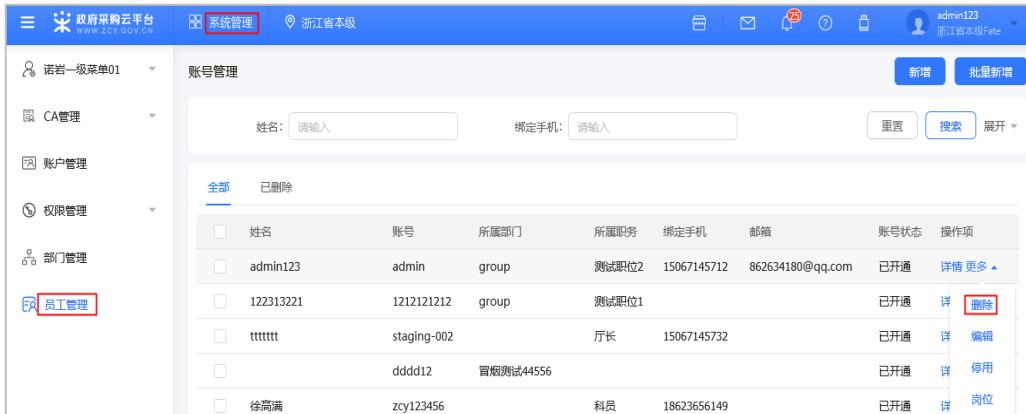 政府采购云平台
WWW.ZCY.GOV.CN
系统管理
浙江省本级
25
admin123
浙江省本级Fate
诺岩一级菜单01
CA管理
账户管理
权限管理
部门管理
员工管理
账号管理
新增
批量新增
姓名: 请输入
绑定手机: 请输入
重置
搜索
展开
全部
已删除
姓名 账号 所属部门 所属职务 绑定手机 邮箱 账号状态 操作项
admin123 admin group 测试职位2 15067145712 862634180@qq.com 已开通 详情 更多
122313221 1212121212 group 测试职位1 已开通 详
删除
ttttttt staging-002 厅长 15067145732 已开通 详
编辑
dddd12 冒烟测试44556 已开通 详
停用
徐高满 zcy123456 科员 18623656149 已开通 详
岗位